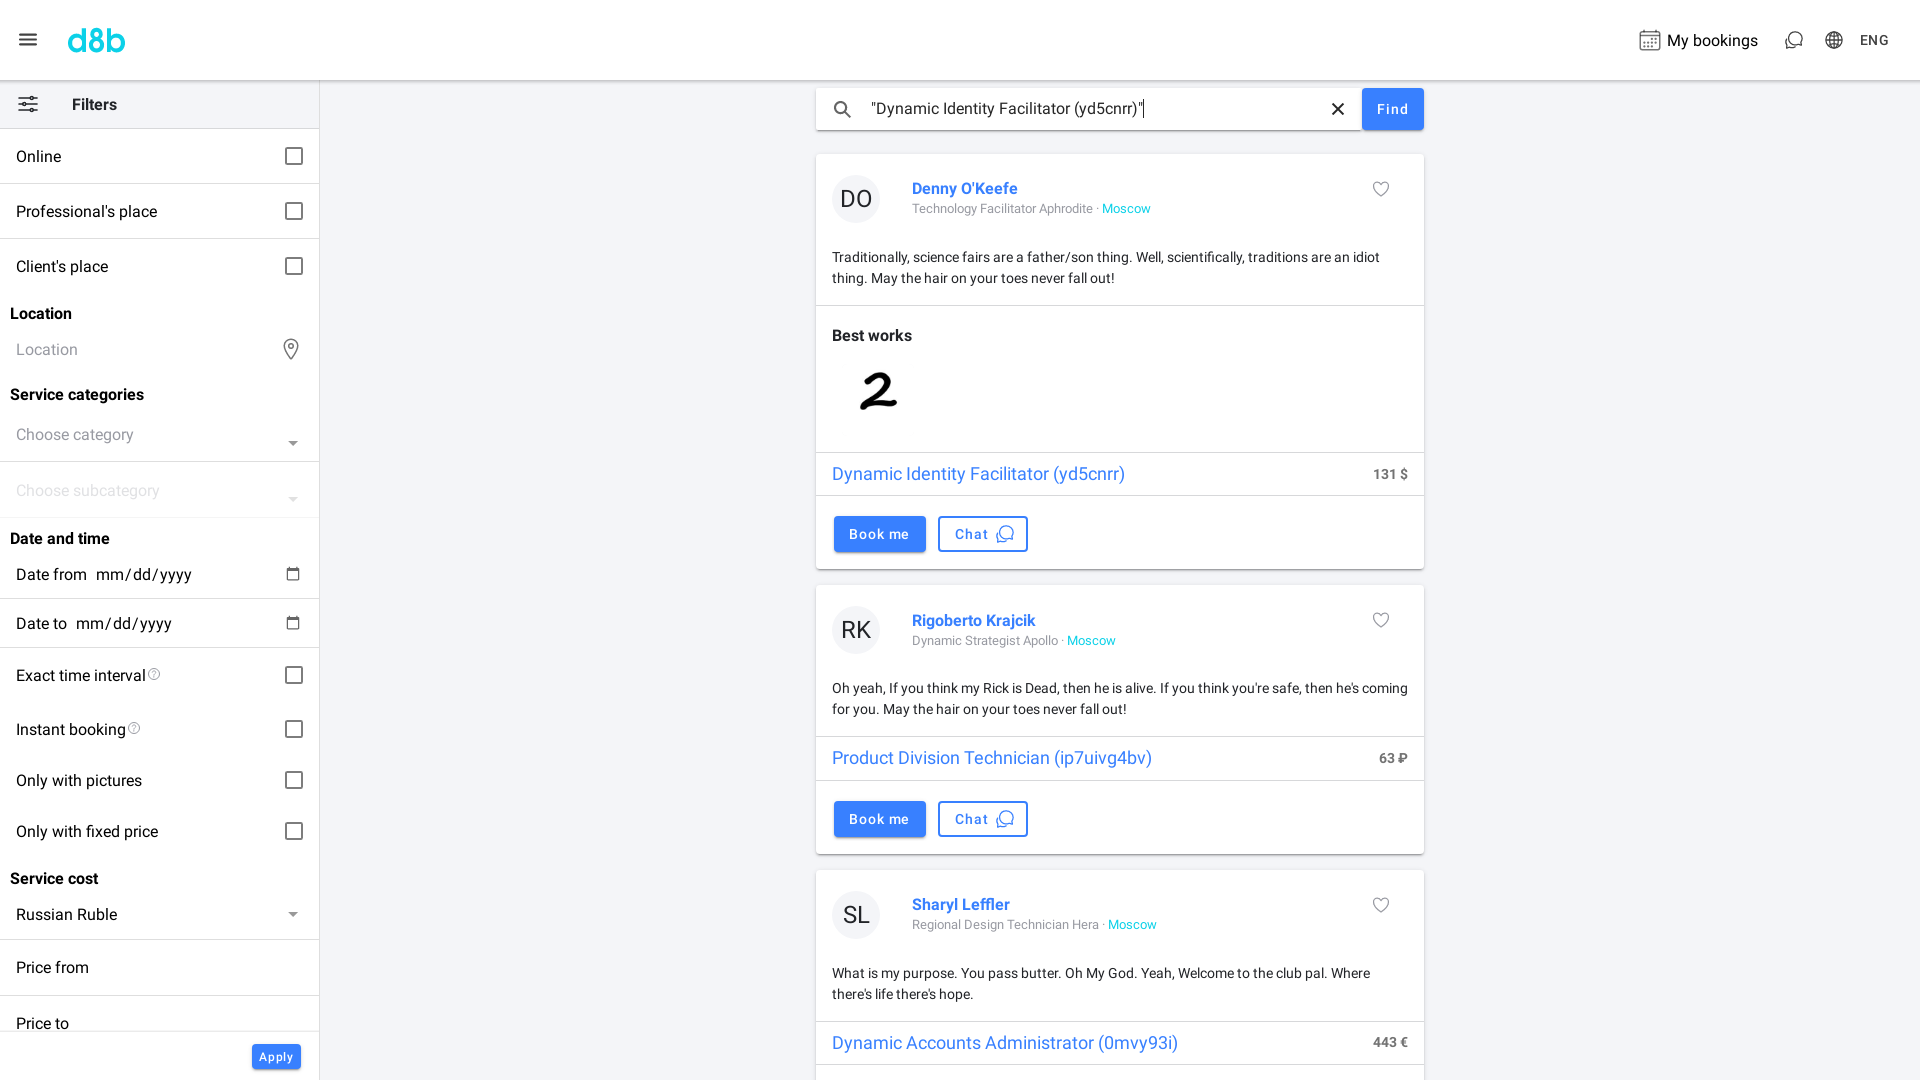 d8b
My bookings
ENG
Filters
Online
Professional's place
Client's place
Location
Location
Service categories
Choose category
Choose subcategory
Date and time
Date from mm/dd/yyyy
Date to mm/dd/yyyy
Exact time interval
Instant booking
Only with pictures
Only with fixed price
Service cost
Russian Ruble
Price from
Price to
Apply
"Dynamic Identity Facilitator (yd5cnrr)"
Find
DO
Denny O'Keefe
Technology Facilitator Aphrodite · Moscow
Traditionally, science fairs are a father/son thing. Well, scientifically, traditions are an idiot
thing. May the hair on your toes never fall out!
Best works
2
Dynamic Identity Facilitator (yd5cnrr) 131 $
Book me
Chat
RK
Rigoberto Krajcik
Dynamic Strategist Apollo · Moscow
Oh yeah, If you think my Rick is Dead, then he is alive. If you think you're safe, then he's coming
for you. May the hair on your toes never fall out!
Product Division Technician (ip7uivg4bv) 63 ₽
Book me
Chat
SL
Sharyl Leffler
Regional Design Technician Hera · Moscow
What is my purpose. You pass butter. Oh My God. Yeah, Welcome to the club pal. Where
there's life there's hope.
Dynamic Accounts Administrator (0mvy93i) 443 €